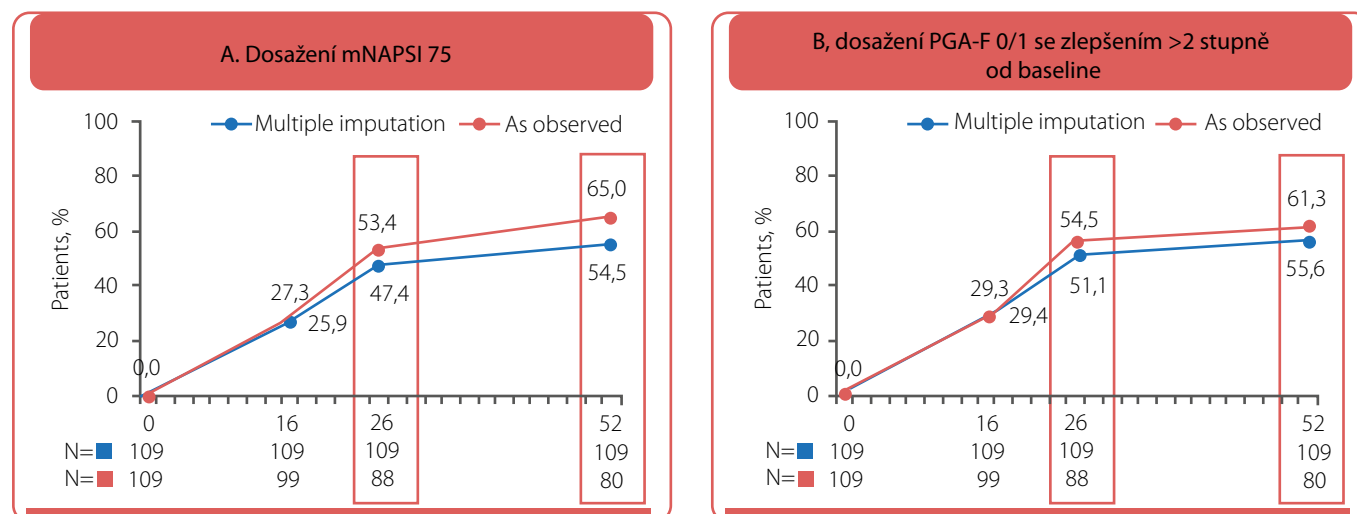 A. Dosažení mNAPSI 75
Multiple imputation As observed
Patients, %
100
80
60
40
20
0
0,0
27,3
25,9
53,4
47,4
65,0
54,5
0 16 26 52
N= 109 109 109 109
N= 109 99 88 80
B, dosažení PGA-F 0/1 se zlepšením >2 stupně
od baseline
Multiple imputation As observed
Patients, %
100
80
60
40
20
0
0,0
29,3
29,4
54,5
51,1
61,3
55,6
0 16 26 52
N= 109 109 109 109
N= 109 99 88 80